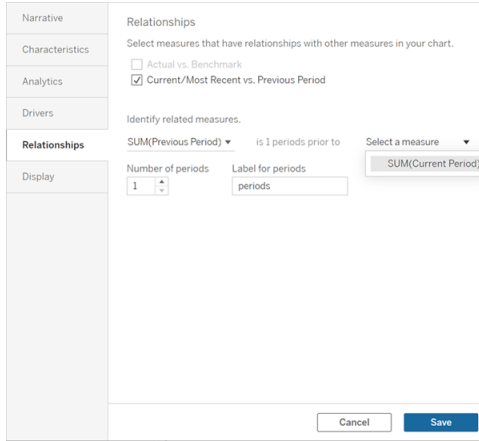 Narrative
Characteristics
Analytics
Drivers
Relationships
Display
Relationships
Select measures that have relationships with other measures in your chart.
Actual vs. Benchmark
Current/Most Recent vs. Previous Period
Identify related measures.
SUM(Previous Period) is 1 periods prior to Select a measure
SUM(Current Period)
Number of periods Label for periods
1 periods
Cancel Save